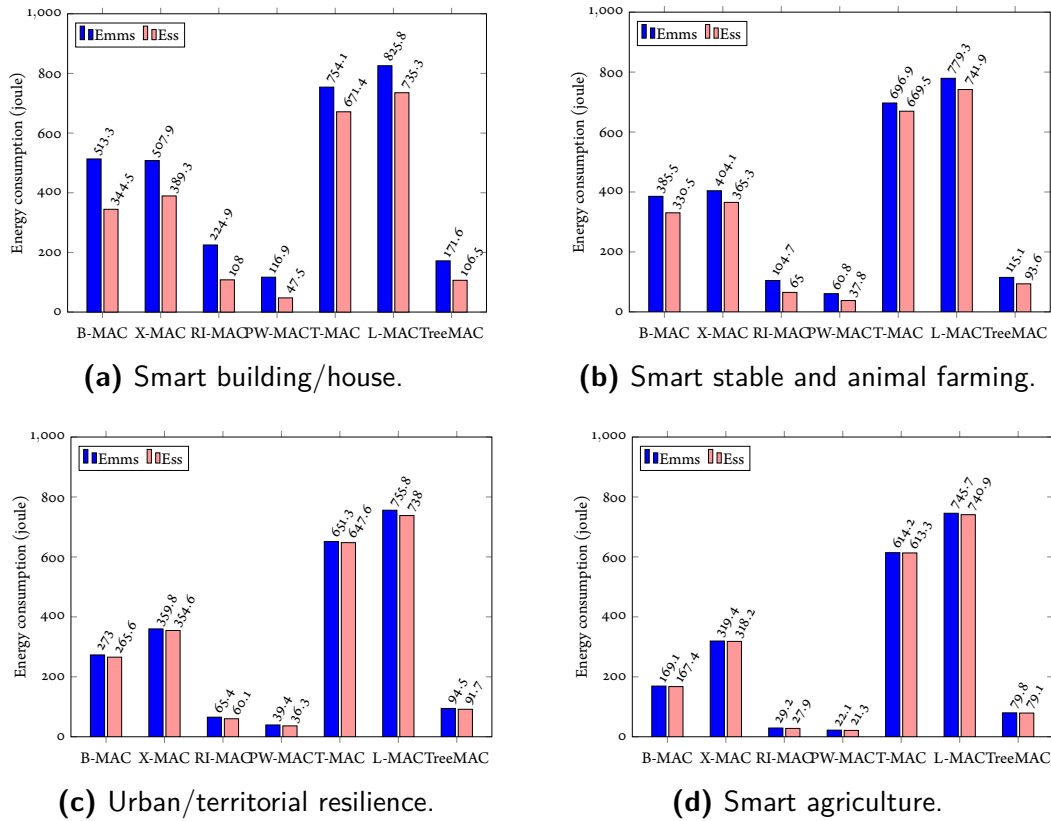 1,000
800
600
400
200
0
Energy consumption (joule)
Emms Ess
513.3 344.5 507.9 389.3 224.9 108 116.9 47.5 754.1 671.4 825.8 735.3 171.6 106.5
B-MAC X-MAC RI-MAC PW-MAC T-MAC L-MAC TreeMAC
(a) Smart building/house.
1,000
800
600
400
200
0
Energy consumption (joule)
Emms Ess
385.5 330.5 404.1 365.3 104.7 65 60.8 37.8 696.9 669.5 779.3 741.9 115.1 93.6
B-MAC X-MAC RI-MAC PW-MAC T-MAC L-MAC TreeMAC
(b) Smart stable and animal farming.
1,000
800
600
400
200
0
Energy consumption (joule)
Emms Ess
273 265.6 359.8 354.6 65.4 60.1 39.4 36.3 651.3 647.6 755.8 738 94.5 91.7
B-MAC X-MAC RI-MAC PW-MAC T-MAC L-MAC TreeMAC
(c) Urban/territorial resilience.
1,000
800
600
400
200
0
Energy consumption (joule)
Emms Ess
169.1 167.4 319.4 318.2 29.2 27.9 22.1 21.3 614.2 613.3 745.7 740.9 79.8 79.1
B-MAC X-MAC RI-MAC PW-MAC T-MAC L-MAC TreeMAC
(d) Smart agriculture.